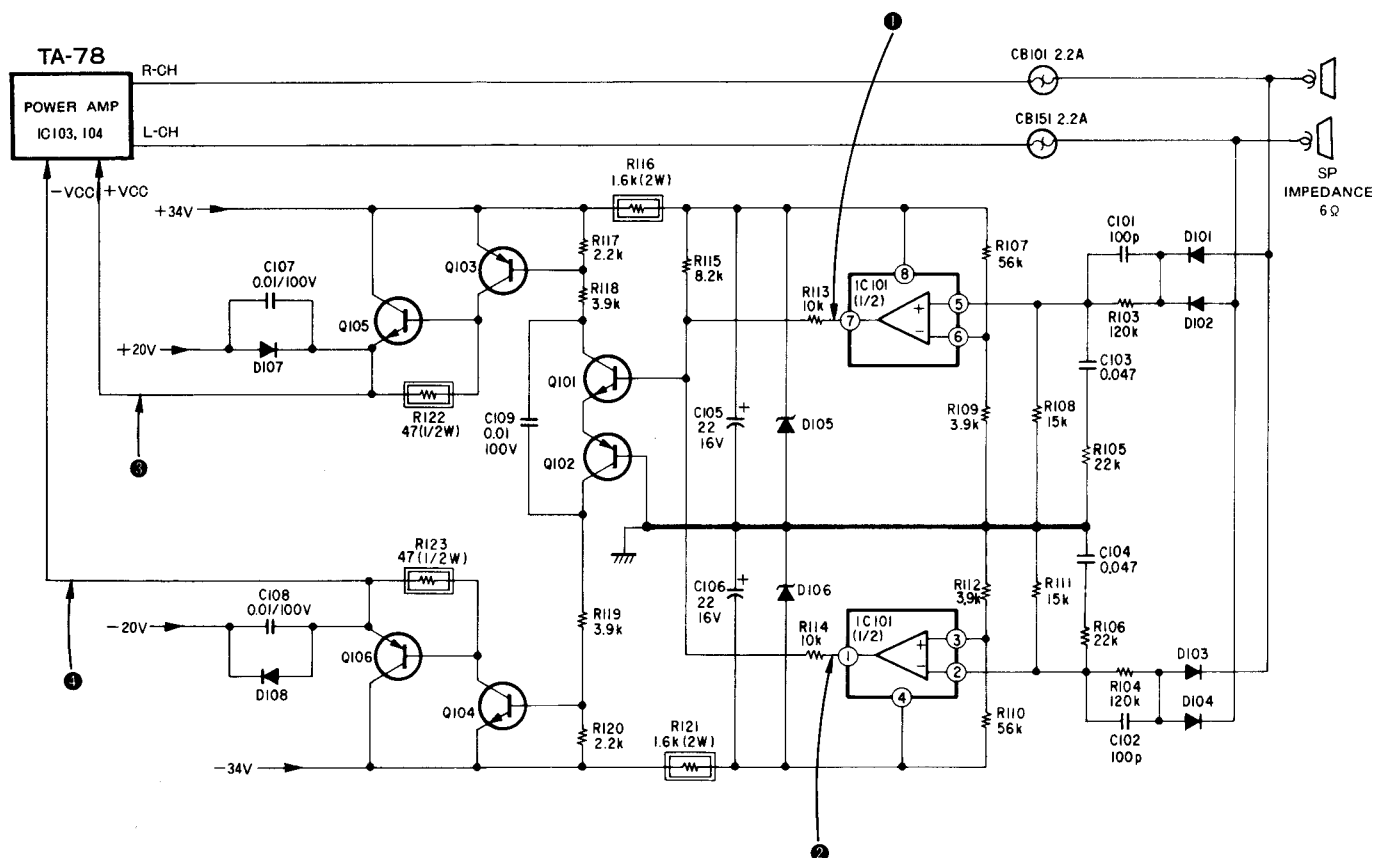 ❶
TA-78
R-CH
CB101 2.2A
POWER AMP
IC103, 104
L-CH
CB151 2.2A
SP
IMPEDANCE
6Ω
-VCC
+VCC
R116
1.6k(2W)
+34V
C107
0.01/100V
Q103
R117
2.2k
R118
3.9k
R115
8.2k
R113
10k
7
8
IC101
(1/2)
+
-
5
6
R107
56k
C101
100p
D101
R103
120k
D102
Q105
+20V
D107
R122
47(1/2W)
❸
C109
0.01
100V
Q101
Q102
C105
22
16V
+
D105
R109
3.9k
R108
15k
C103
0.047
R105
22k
R123
47(1/2W)
C108
0.01/100V
-20V
D108
❹
Q106
Q104
R119
3.9k
R120
2.2k
C106
22
16V
+
D106
R114
10k
1
IC101
(1/2)
+
-
3
2
4
R112
3.9k
R111
15k
C104
0.047
R106
22k
D103
R104
120k
D104
C102
100p
R110
56k
R121
1.6k(2W)
-34V
❷